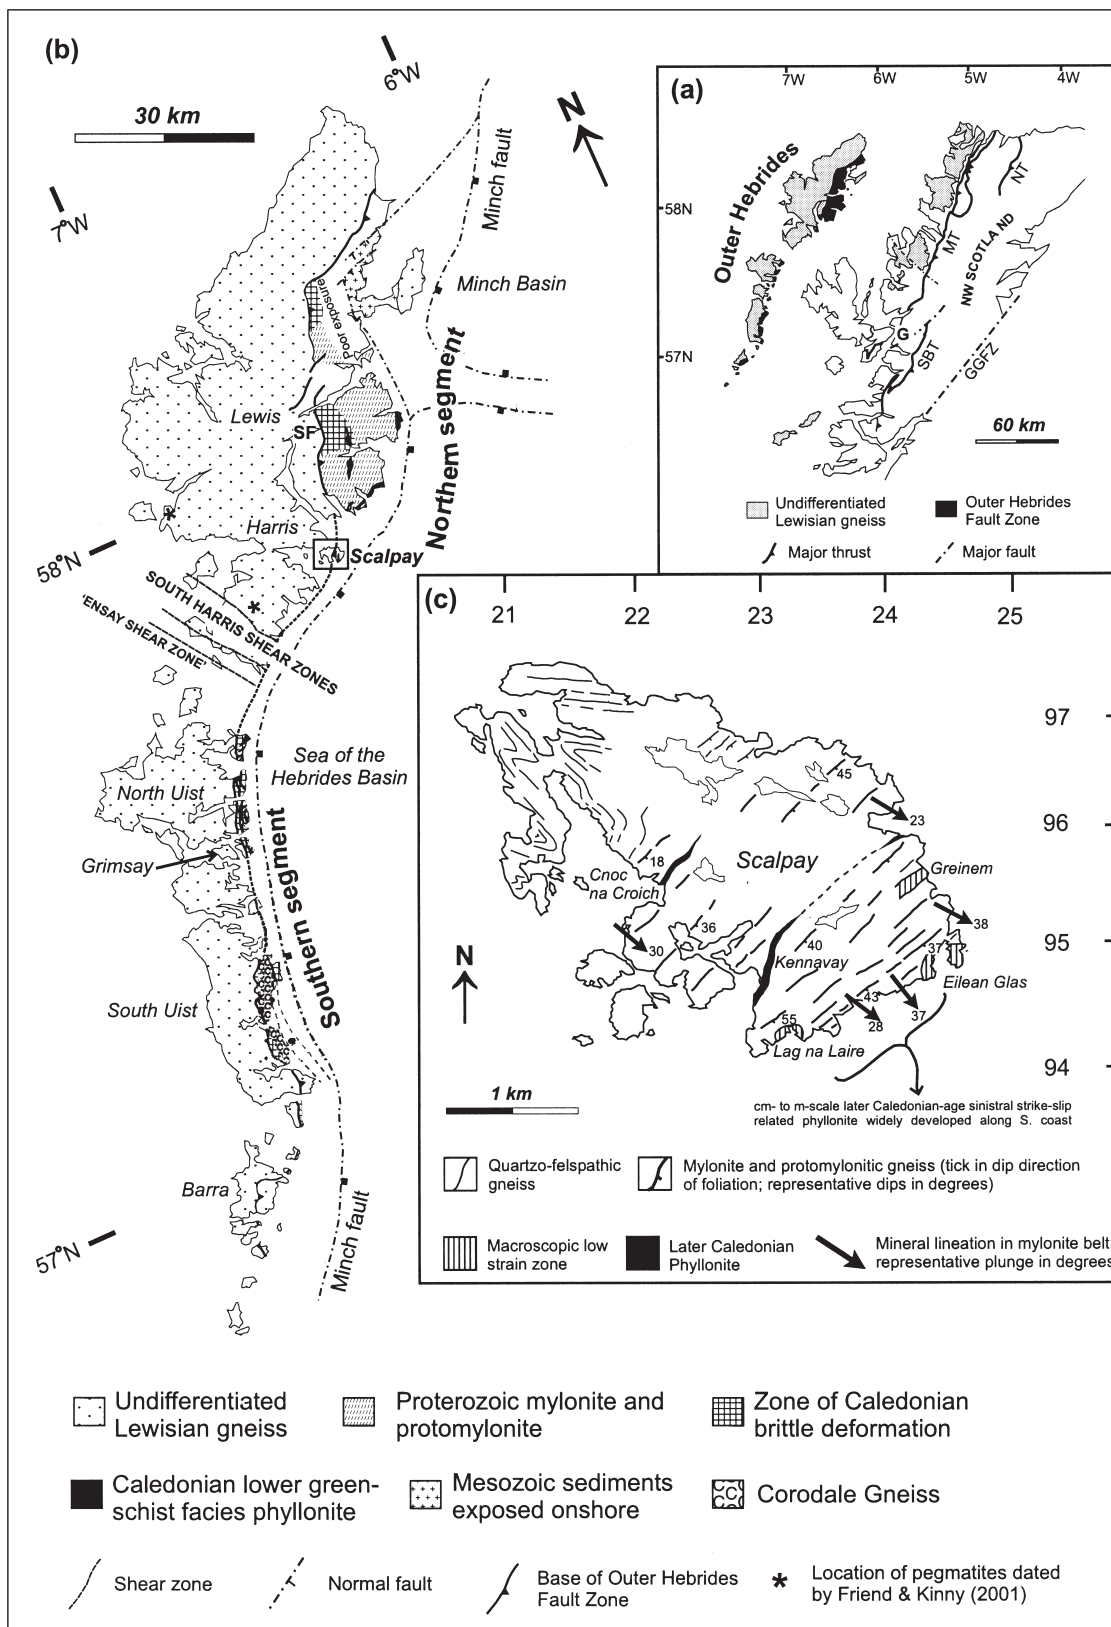 (b)
6°W
30 km
N
7°W
Minch fault
Minch Basin
Poor exposure
Northern segment
Lewis
SF
Harris
Scalpay
58°N
SOUTH HARRIS SHEAR ZONES
'ENSAY SHEAR ZONE'
Sea of the
Hebrides Basin
North Uist
Grimsay
Southern segment
South Uist
Barra
57°N
Minch fault
(a)
7W
6W
5W
4W
Outer Hebrides
58N
57N
NT
MT
NW SCOTLAND
G
SBT
GGFZ
60 km
Undifferentiated
Lewisian gneiss
Outer Hebrides
Fault Zone
Major thrust
Major fault
(c)
21
22
23
24
25
97
96
95
94
45
23
18
Scalpay
Greinem
Cnoc
na Croich
38
36
30
40
37
Kennavay
Eilean Glas
N
43
37
55
28
Lag na Laire
1 km
cm- to m-scale later Caledonian-age sinistral strike-slip
related phyllonite widely developed along S. coast
Quartzo-felspathic
gneiss
Mylonite and protomylonitic gneiss (tick in dip direction
of foliation; representative dips in degrees)
Macroscopic low
strain zone
Later Caledonian
Phyllonite
Mineral lineation in mylonite belt
representative plunge in degrees
Undifferentiated
Lewisian gneiss
Proterozoic mylonite and
protomylonite
Zone of Caledonian
brittle deformation
Caledonian lower green-
schist facies phyllonite
Mesozoic sediments
exposed onshore
Corodale Gneiss
Shear zone
Normal fault
Base of Outer Hebrides
Fault Zone
Location of pegmatites dated
by Friend & Kinny (2001)